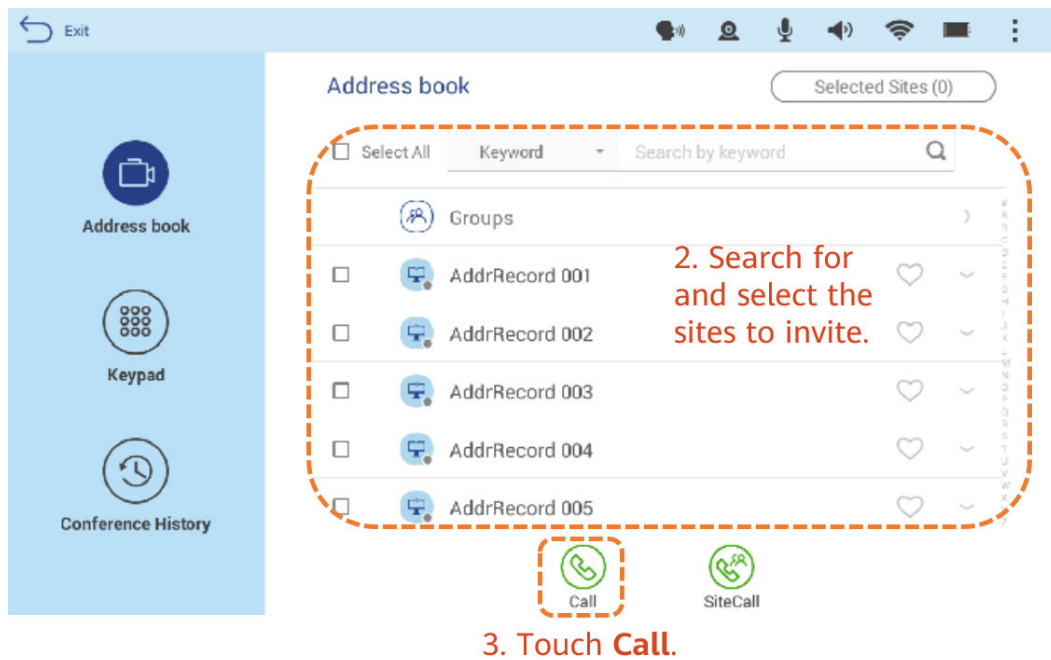 Exit
Address book
Selected Sites (0)
Select All
Keyword
Search by keyword
Groups
AddrRecord 001
AddrRecord 002
AddrRecord 003
AddrRecord 004
AddrRecord 005
2. Search for
and select the
sites to invite.
Address book
Keypad
Conference History
Call
SiteCall
3. Touch Call.